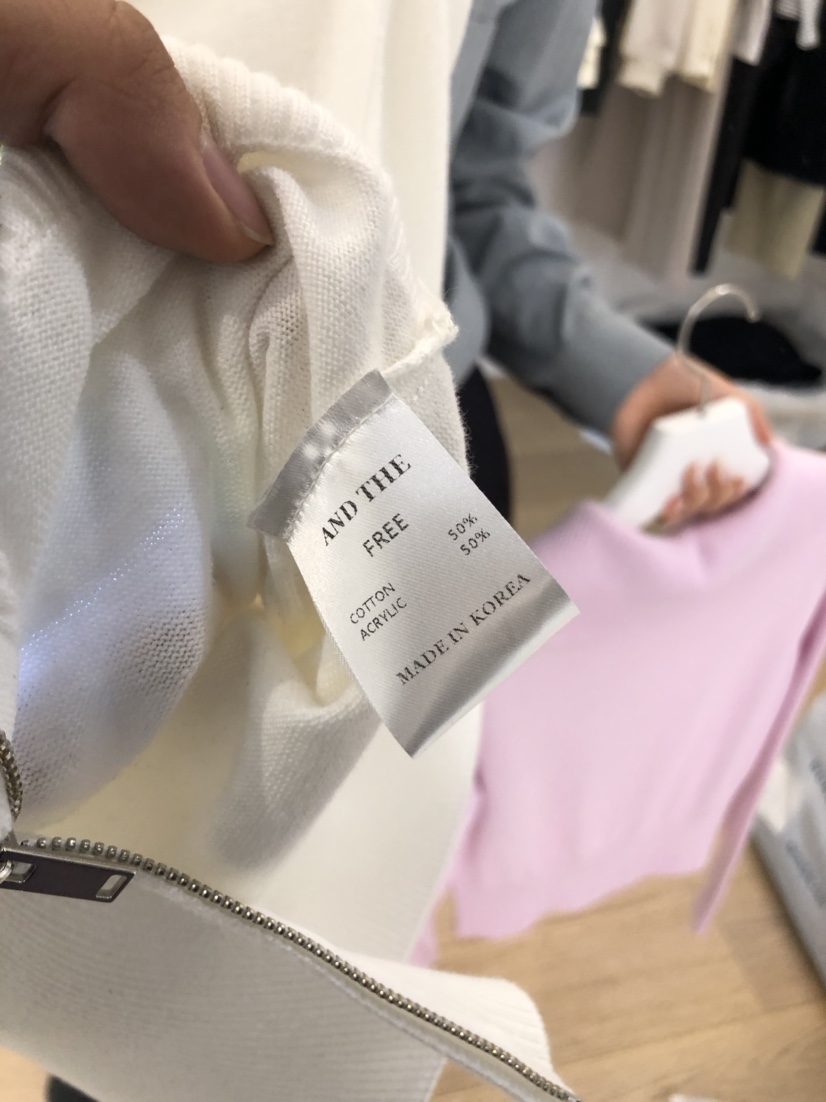 AND THE
FREE
COTTON 50%
ACRYLIC 50%
MADE IN KOREA